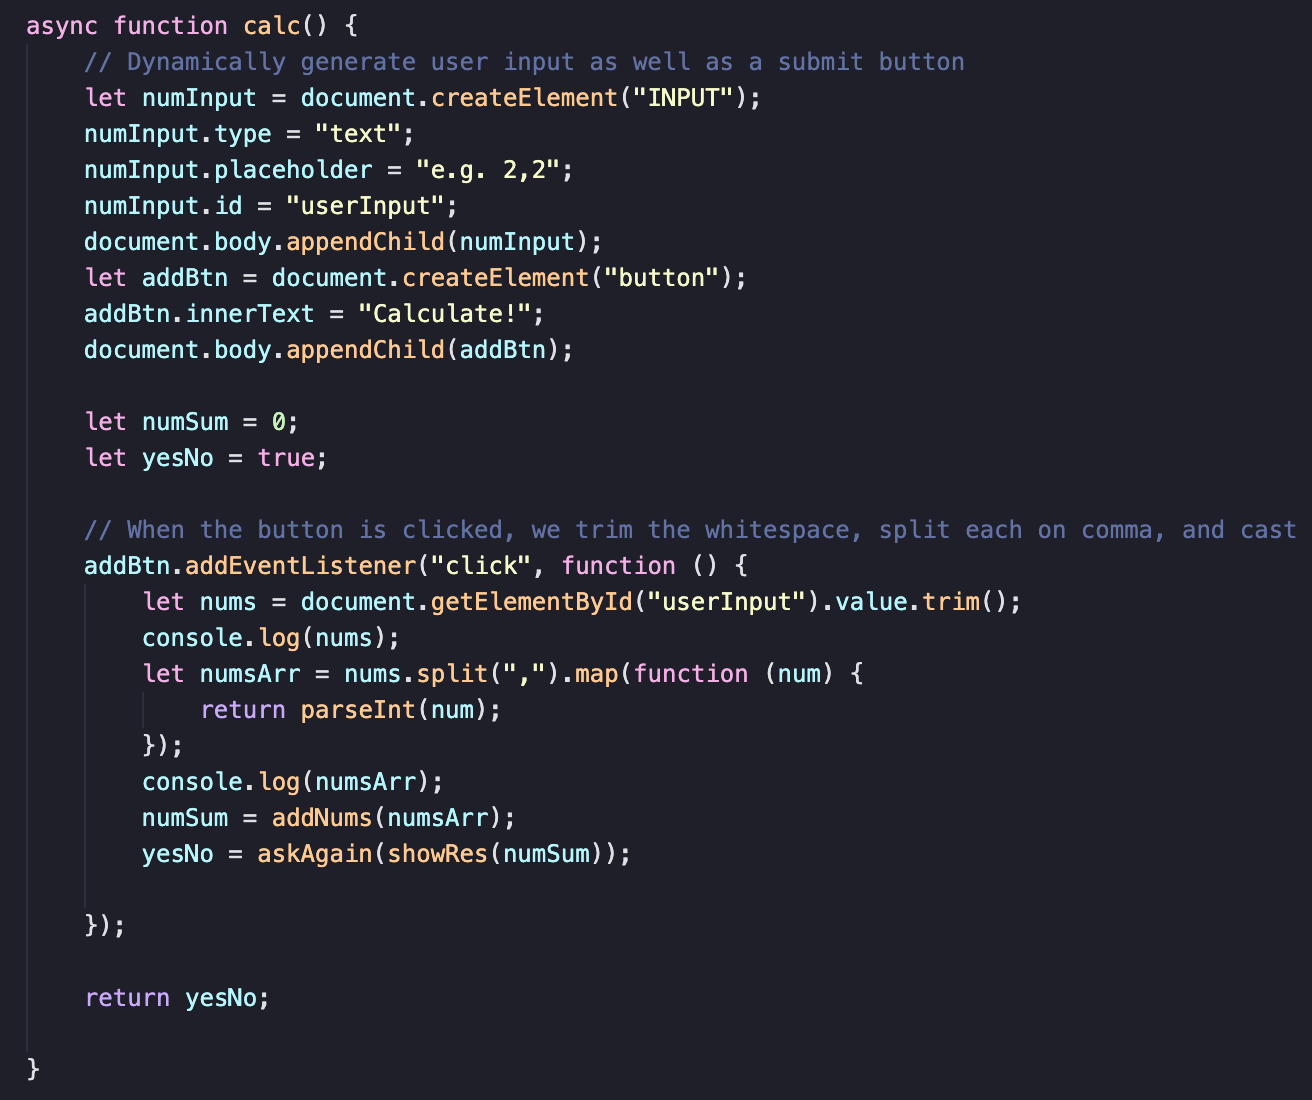 async function calc() {
    // Dynamically generate user input as well as a submit button
    let numInput = document.createElement("INPUT");
    numInput.type = "text";
    numInput.placeholder = "e.g. 2,2";
    numInput.id = "userInput";
    document.body.appendChild(numInput);
    let addBtn = document.createElement("button");
    addBtn.innerText = "Calculate!";
    document.body.appendChild(addBtn);

    let numSum = 0;
    let yesNo = true;

    // When the button is clicked, we trim the whitespace, split each on comma, and cast
    addBtn.addEventListener("click", function () {
        let nums = document.getElementById("userInput").value.trim();
        console.log(nums);
        let numsArr = nums.split(",").map(function (num) {
            return parseInt(num);
        });
        console.log(numsArr);
        numSum = addNums(numsArr);
        yesNo = askAgain(showRes(numSum));

    });

    return yesNo;

}